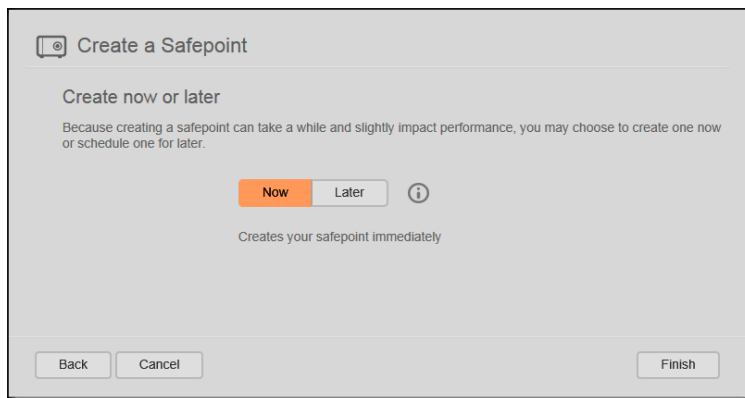 Create a Safepoint
Create now or later
Because creating a safepoint can take a while and slightly impact performance, you may choose to create one now
or schedule one for later.
Now Later
Creates your safepoint immediately
Back Cancel Finish